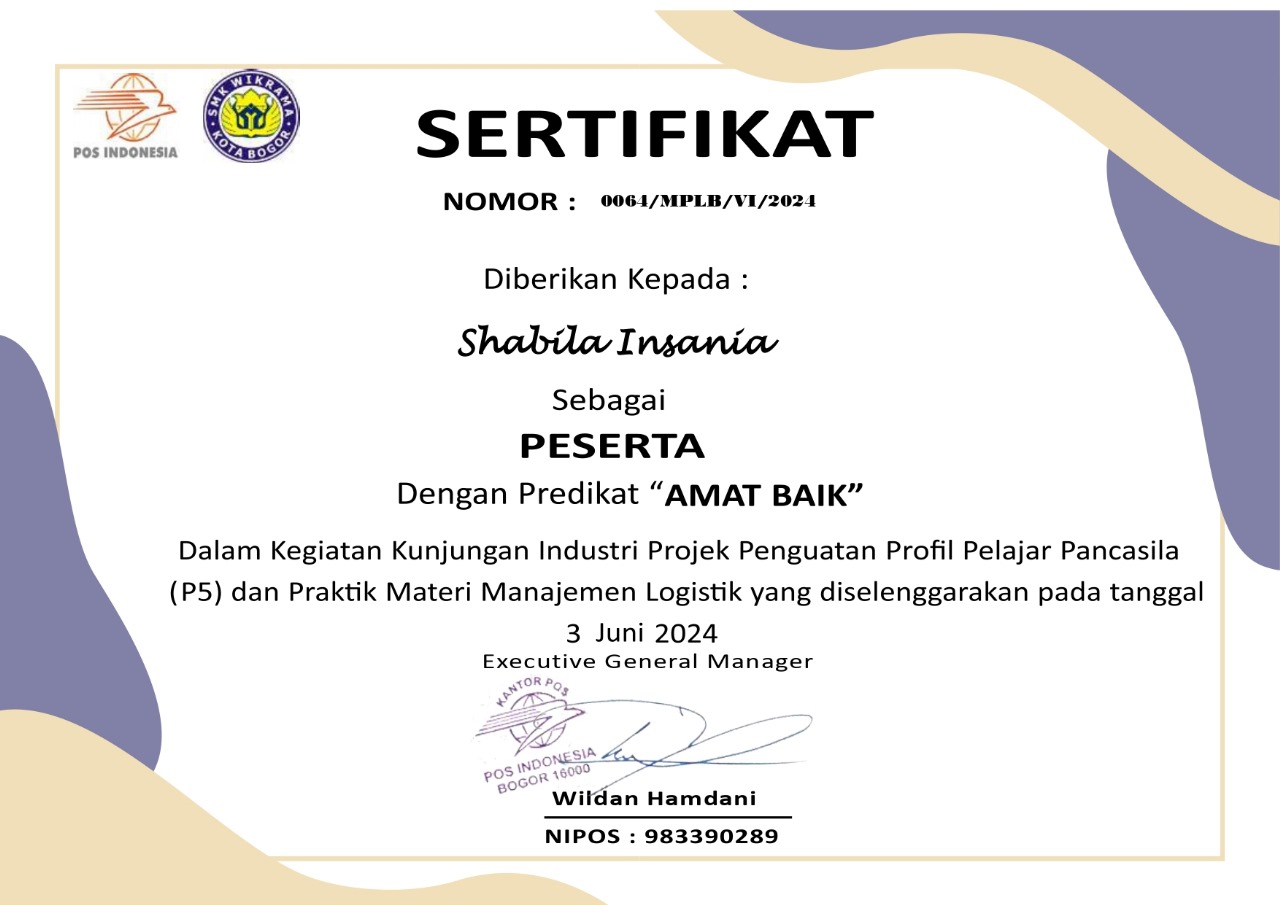 POS INDONESIA
SMK WIKRAMA
KOTA BOGOR
SERTIFIKAT
NOMOR : 0064/MPLB/VI/2024
Diberikan Kepada :
Shabila Insania
Sebagai
PESERTA
Dengan Predikat “AMAT BAIK”
Dalam Kegiatan Kunjungan Industri Projek Penguatan Profil Pelajar Pancasila
(P5) dan Praktik Materi Manajemen Logistik yang diselenggarakan pada tanggal
3 Juni 2024
Executive General Manager
KANTOR POS
POS INDONESIA
BOGOR 16000
Wildan Hamdani
NIPOS : 983390289